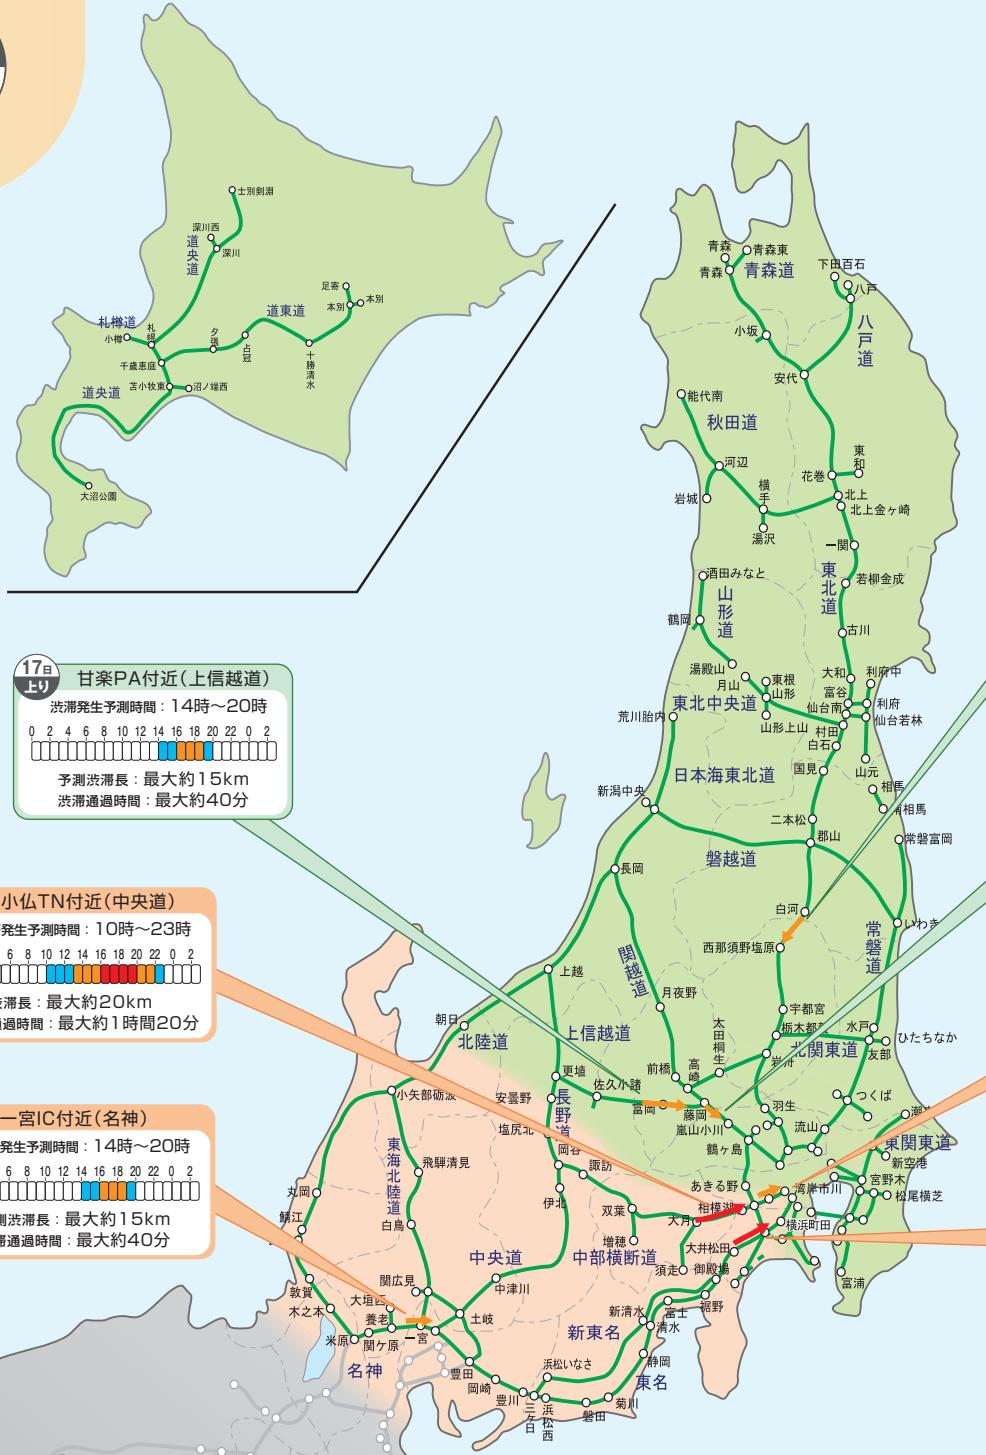 士別剣淵
深川西
道央道
深川
足寄
本別
本別
道東道
札樽道
小樽
札幌
夕張
占冠
十勝清水
千歳恵庭
苫小牧東
沼ノ端西
道央道
大沼公園
青森
青森東
青森
青森道
下田百石
八戸
八戸道
小坂
安代
能代南
秋田道
東和
河辺
花巻
横手
岩城
北上
北上金ヶ崎
湯沢
一関
東北道
若柳金成
酒田みなと
山形道
鶴岡
古川
湯殿山
月山
大和
利府中
東根
山形
富谷
利府
東北中央道
仙台南
仙台若林
荒川胎内
山形上山
村田
白石
国見
山元
日本海東北道
相馬
新潟中央
南相馬
二本松
郡山
常磐富岡
磐越道
長岡
白河
いわき
西那須野塩原
常磐道
関越道
上越
月夜野
宇都宮
朝日
北陸道
上信越道
太田桐生
栃木都賀
水戸
ひたちなか
北関東道
友部
岩舟
更埴
佐久小諸
前橋
高崎
小矢部砺波
安曇野
長野道
富岡
藤岡
羽生
つくば
潮来
塩尻北
嵐山小川
流山
東関東道
岡谷
鶴ヶ島
新空港
東海北陸道
飛騨清見
諏訪
あきる野
宮野木
丸岡
伊北
湾岸市川
松尾横芝
双葉
相模湖
鯖江
白鳥
大月
横浜町田
増穂
大井松田
中央道
中部横断道
須走
御殿場
関広見
中津川
富浦
敦賀
大垣西
木之本
養老
土岐
新清水
富士
裾野
米原
関ケ原
一宮
新東名
清水
名神
浜松いなさ
静岡
豊田
岡崎
東名
豊川
三ケ日
浜松西
菊川
磐田
17日
上り
甘楽PA付近(上信越道)
渋滞発生予測時間：14時〜20時
0 2 4 6 8 10 12 14 16 18 20 22 0 2
予測渋滞長：最大約15km
渋滞通過時間：最大約40分
小仏TN付近(中央道)
発生予測時間：10時〜23時
6 8 10 12 14 16 18 20 22 0 2
滞長：最大約20km
過時間：最大約1時間20分
一宮IC付近(名神)
発生予測時間：14時〜20時
6 8 10 12 14 16 18 20 22 0 2
測渋滞長：最大約15km
滞通過時間：最大約40分